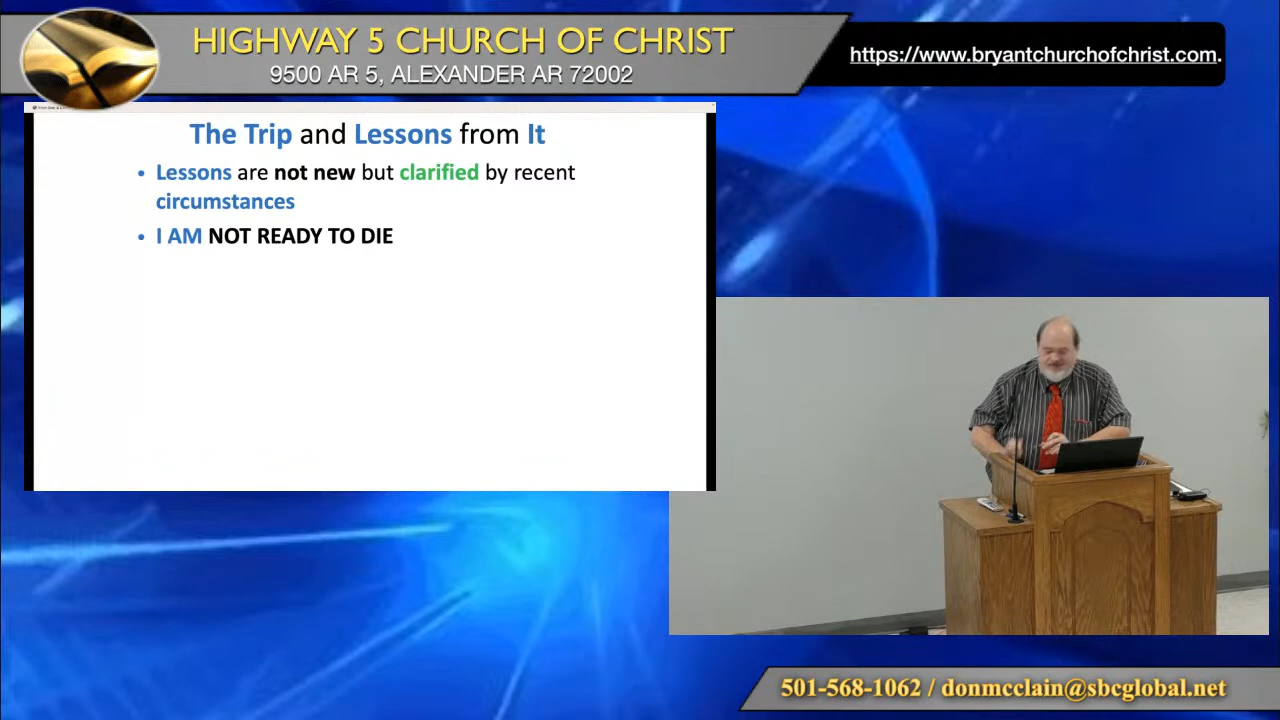 HIGHWAY 5 CHURCH OF CHRIST
9500 AR 5, ALEXANDER AR 72002
https://www.bryantchurchofchrist.com.
The Trip and Lessons from It
• Lessons are not new but clarified by recent
circumstances
• I AM NOT READY TO DIE
501-568-1062 / donmcclain@sbcglobal.net